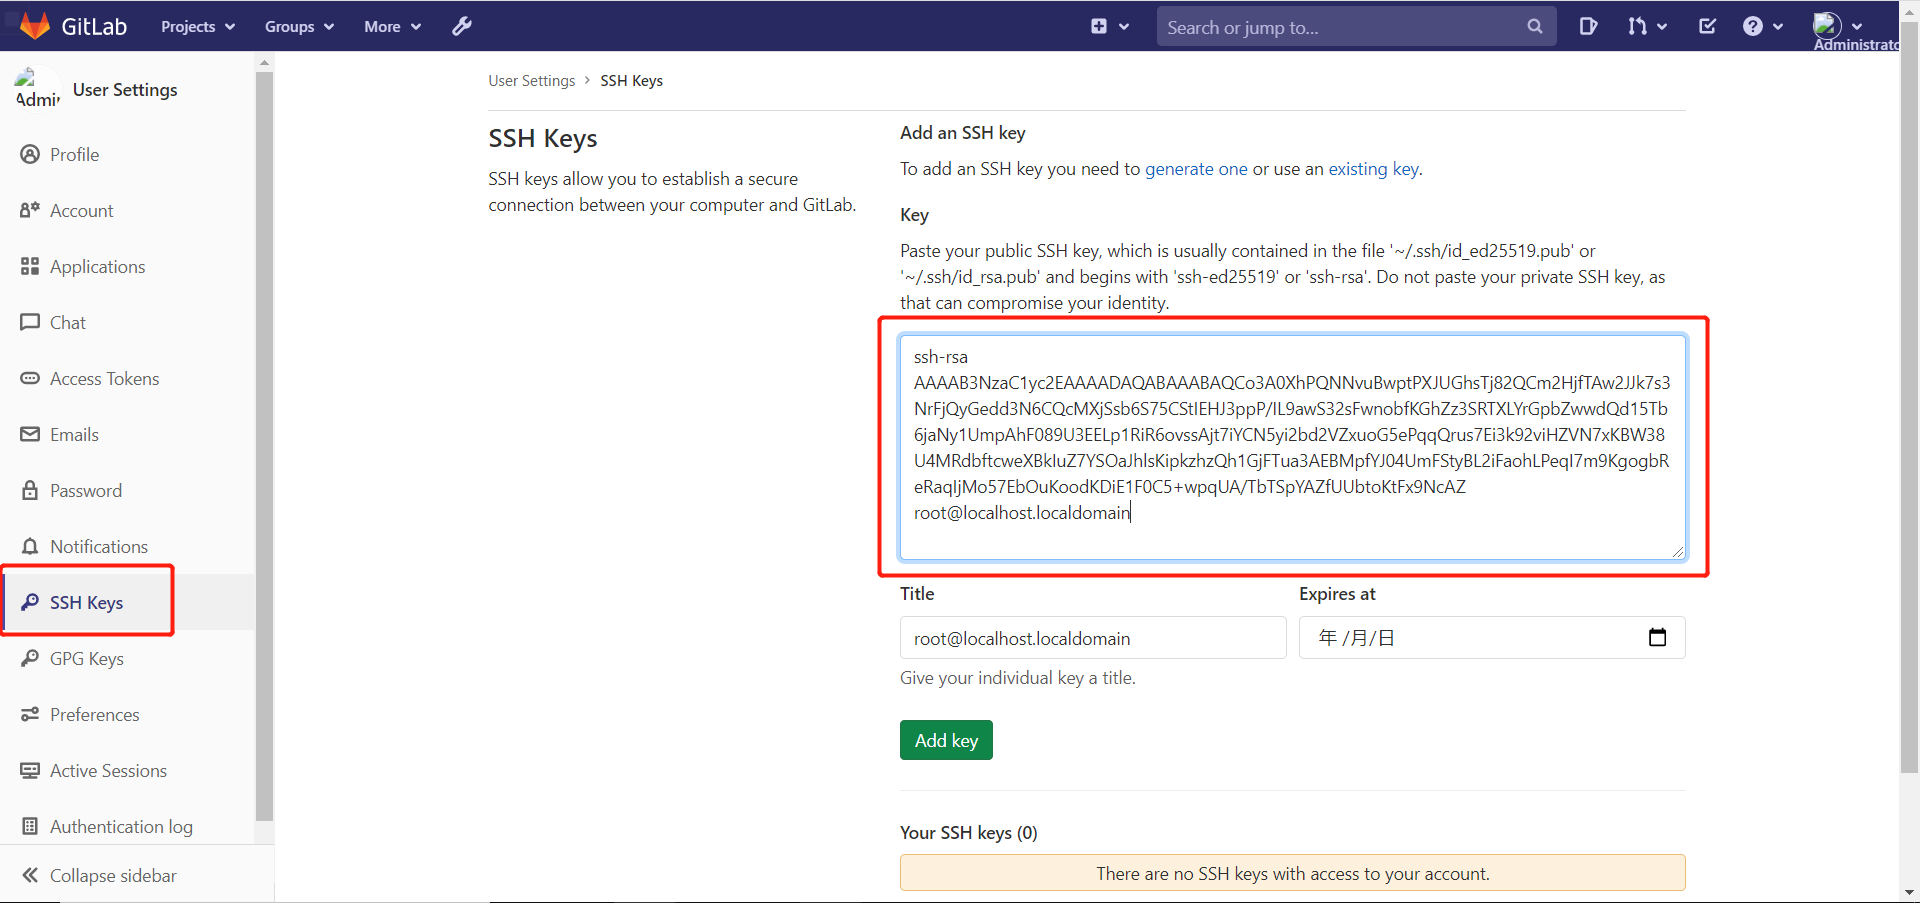 GitLab Projects Groups More Search or jump to... Administrato
Admi User Settings
Profile
Account
Applications
Chat
Access Tokens
Emails
Password
Notifications
SSH Keys
GPG Keys
Preferences
Active Sessions
Authentication log
Collapse sidebar
User Settings > SSH Keys
SSH Keys
SSH keys allow you to establish a secure
connection between your computer and GitLab.
Add an SSH key
To add an SSH key you need to generate one or use an existing key.
Key
Paste your public SSH key, which is usually contained in the file '~/.ssh/id_ed25519.pub' or
'~/.ssh/id_rsa.pub' and begins with 'ssh-ed25519' or 'ssh-rsa'. Do not paste your private SSH key, as
that can compromise your identity.
ssh-rsa
AAAAB3NzaC1yc2EAAAADAQABAAABAQCo3A0XhPQNNvuBwptPXJUGhsTj82QCm2HjfTAw2JJk7s3
NrFjQyGedd3N6CQcMXjSsb6S75CStIEHJ3ppP/IL9awS32sFwnobfKGhZz3SRTXLYrGpbZwwdQd15Tb
6jaNy1UmpAhF089U3EELp1RiR6ovssAjt7iYCN5yi2bd2VZxuoG5ePqqQrus7Ei3k92viHZVN7xKBW38
U4MRdbftcweXBkIuZ7YSOaJhlsKipkzhzQh1GjFTua3AEBMpfYJ04UmFStyBL2iFaohLPeqI7m9KgogbR
eRaqIjMo57EbOuKoodKDiE1F0C5+wpqUA/TbTSpYAZfUUbtoKtFx9NcAZ
root@localhost.localdomain
Title Expires at
root@localhost.localdomain 年 /月/日
Give your individual key a title.
Add key
Your SSH keys (0)
There are no SSH keys with access to your account.